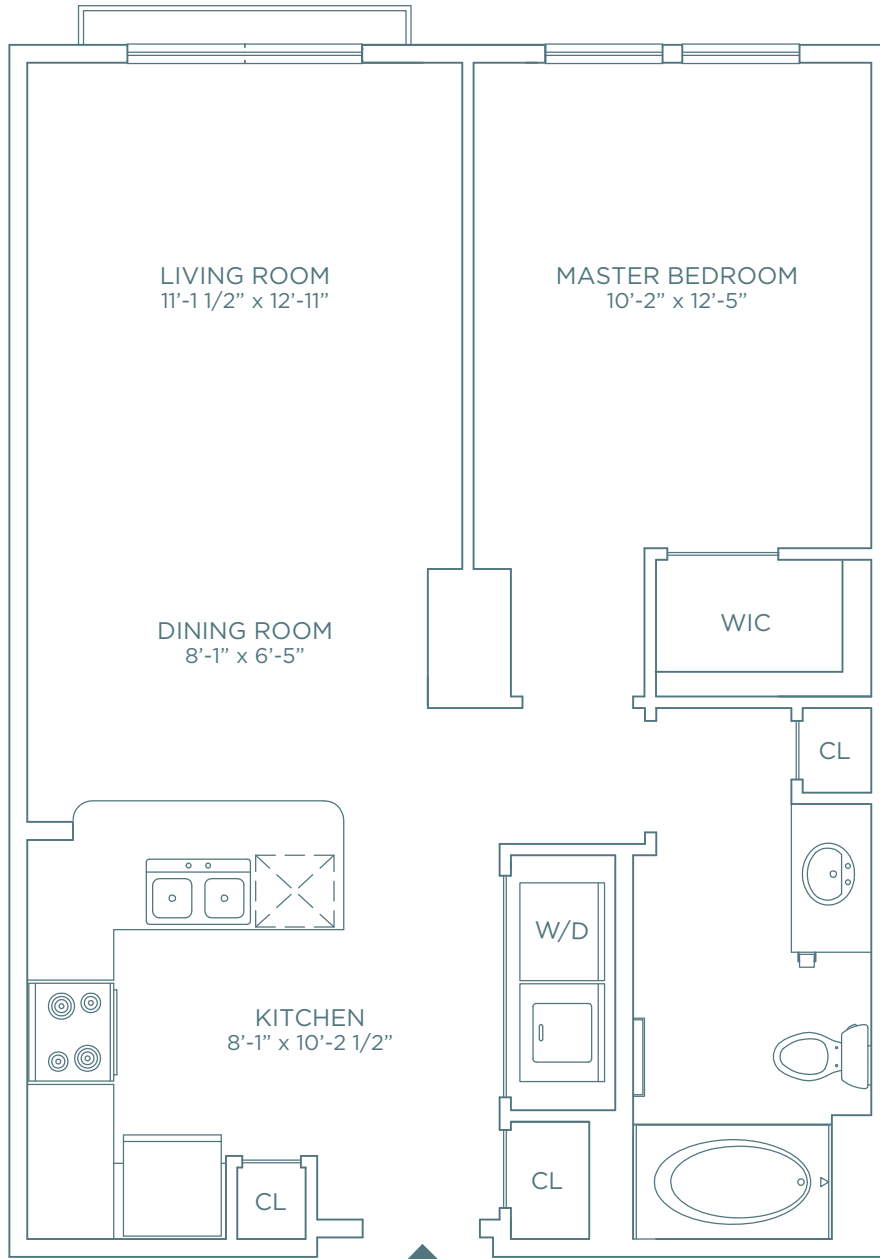 LIVING ROOM
11’-1 1/2” x 12’-11”
MASTER BEDROOM
10’-2” x 12’-5”
DINING ROOM
8’-1” x 6’-5”
WIC
CL
W/D
KITCHEN
8’-1” x 10’-2 1/2”
CL
CL